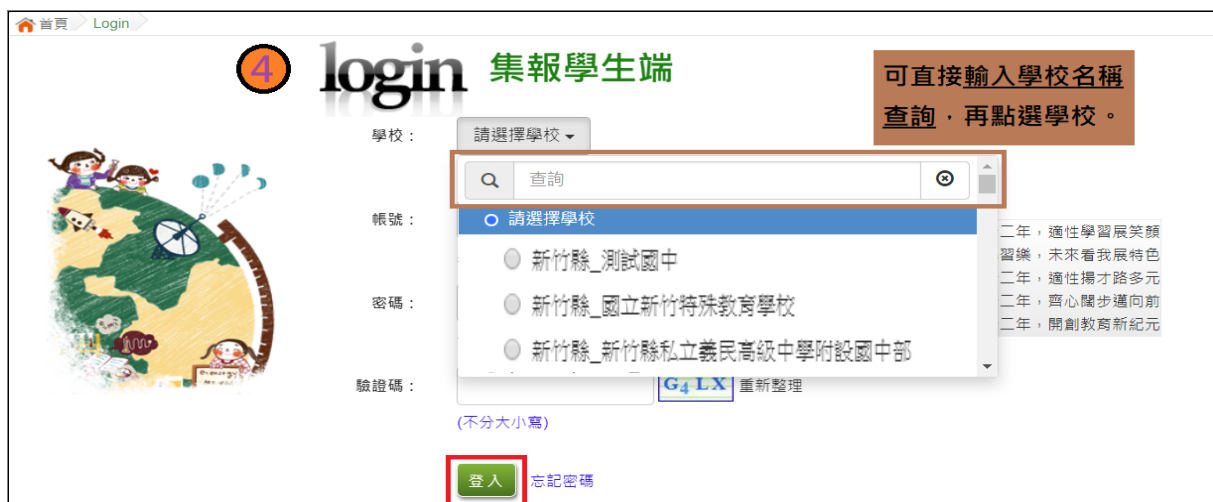 首頁 Login
④ login 集報學生端
可直接輸入學校名稱
查詢，再點選學校。
學校：
請選擇學校
查詢
帳號：
請選擇學校
新竹縣_測試國中
新竹縣_國立新竹特殊教育學校
新竹縣_新竹縣私立義民高級中學附設國中部
二年，適性學習展笑顏
習樂，未來看我展特色
二年，適性揚才路多元
二年，齊心闊步邁向前
二年，開創教育新紀元
密碼：
驗證碼：
G4 LX 重新整理
(不分大小寫)
登入 忘記密碼